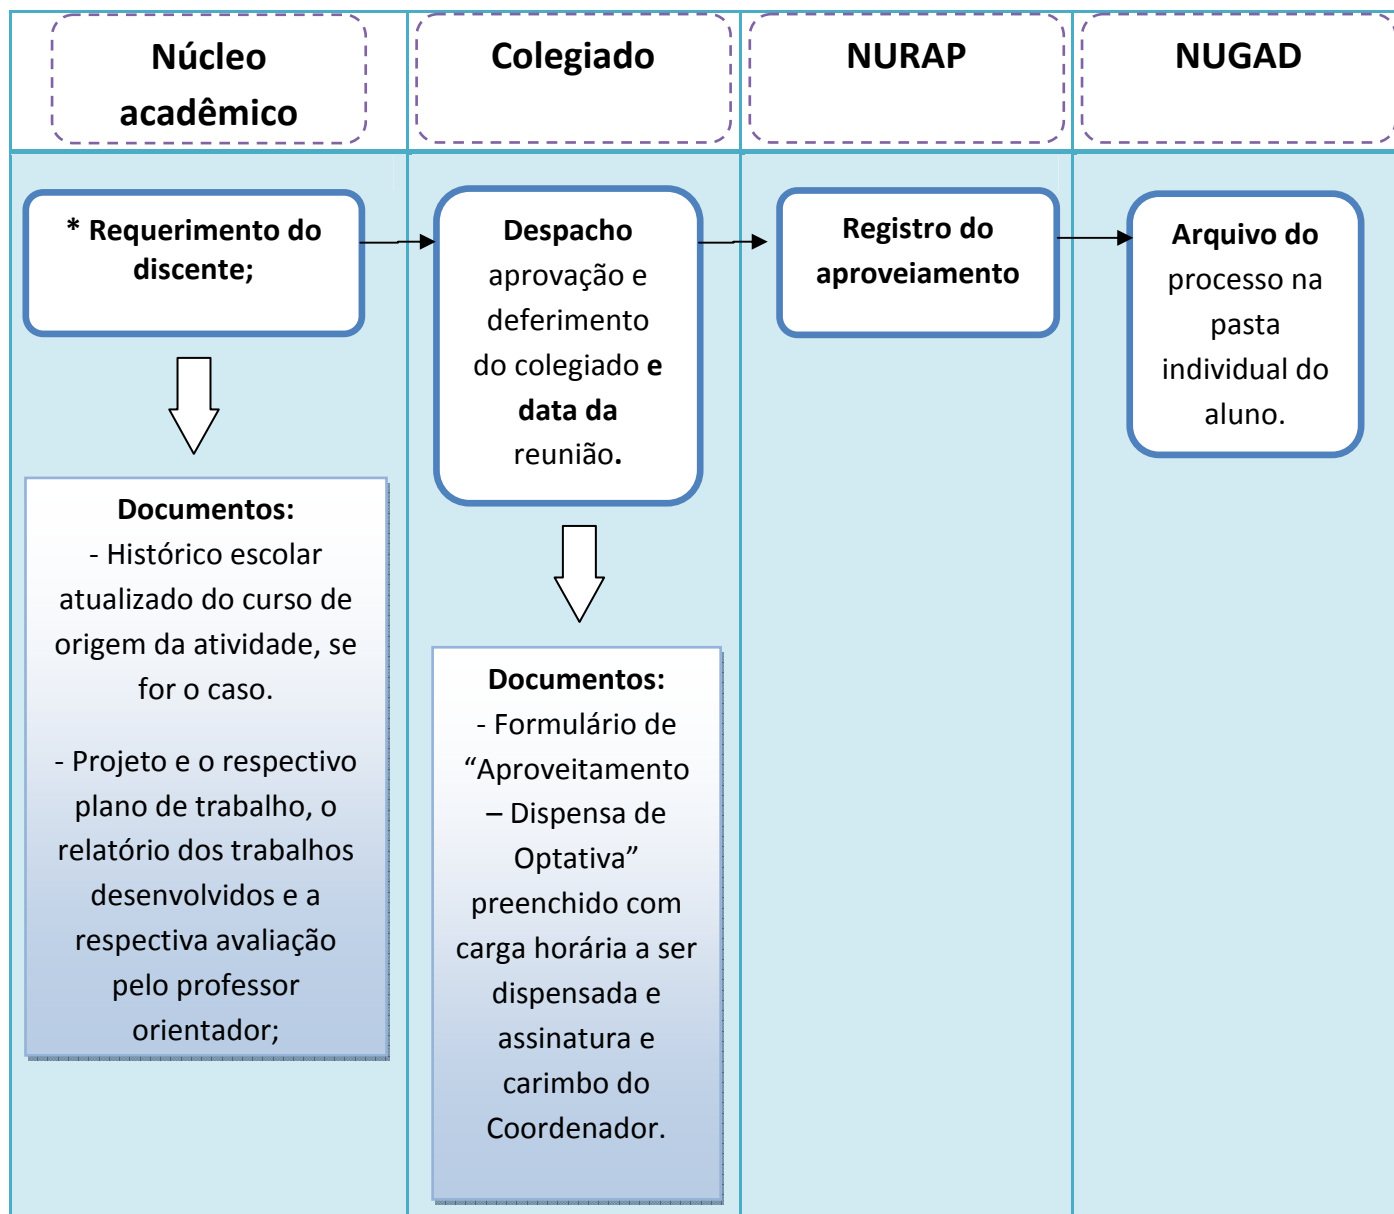 Núcleo
acadêmico
Colegiado
NURAP
NUGAD
* Requerimento do
discente;
Despacho
aprovação e
deferimento
do colegiado e
data da
reunião.
Registro do
aproveiamento
Arquivo do
processo na
pasta
individual do
aluno.
Documentos:
- Histórico escolar
atualizado do curso de
origem da atividade, se
for o caso.
- Projeto e o respectivo
plano de trabalho, o
relatório dos trabalhos
desenvolvidos e a
respectiva avaliação
pelo professor
orientador;
Documentos:
- Formulário de
“Aproveitamento
– Dispensa de
Optativa”
preenchido com
carga horária a ser
dispensada e
assinatura e
carimbo do
Coordenador.